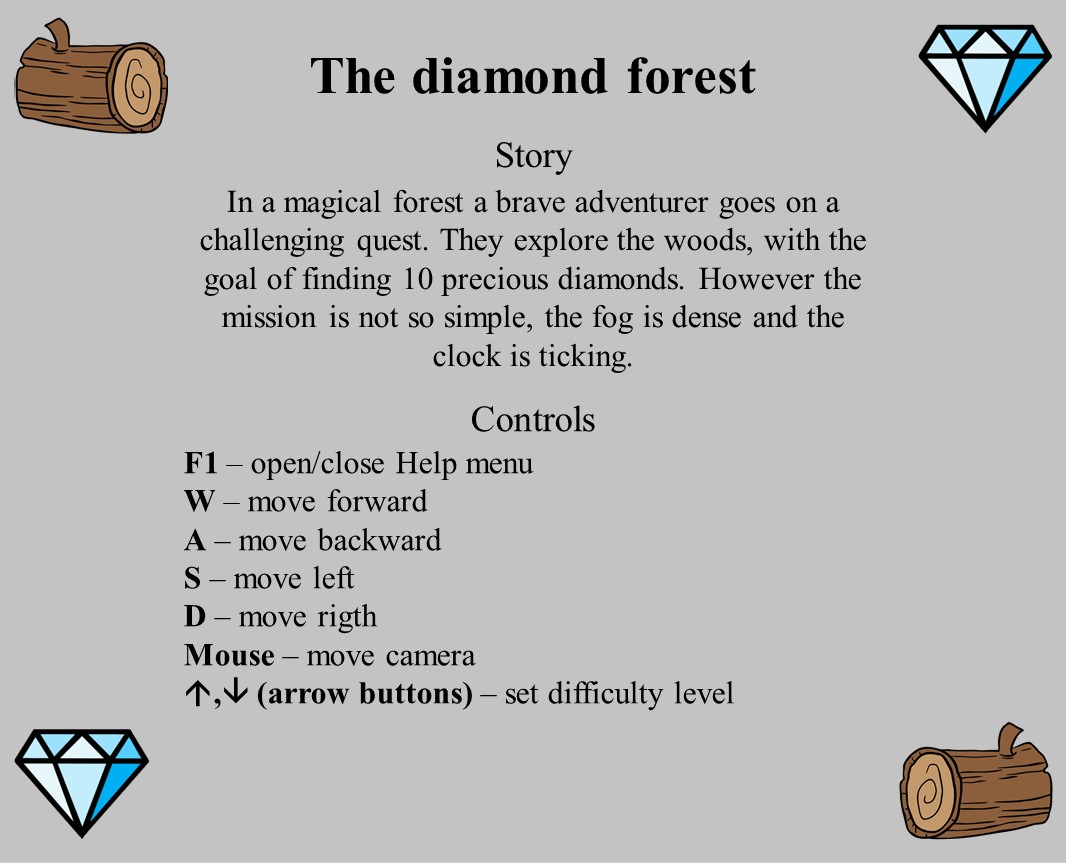 The diamond forest
Story
In a magical forest a brave adventurer goes on a
challenging quest. They explore the woods, with the
goal of finding 10 precious diamonds. However the
mission is not so simple, the fog is dense and the
clock is ticking.
Controls
F1 – open/close Help menu
W – move forward
A – move backward
S – move left
D – move rigth
Mouse – move camera
↑,↓ (arrow buttons) – set difficulty level